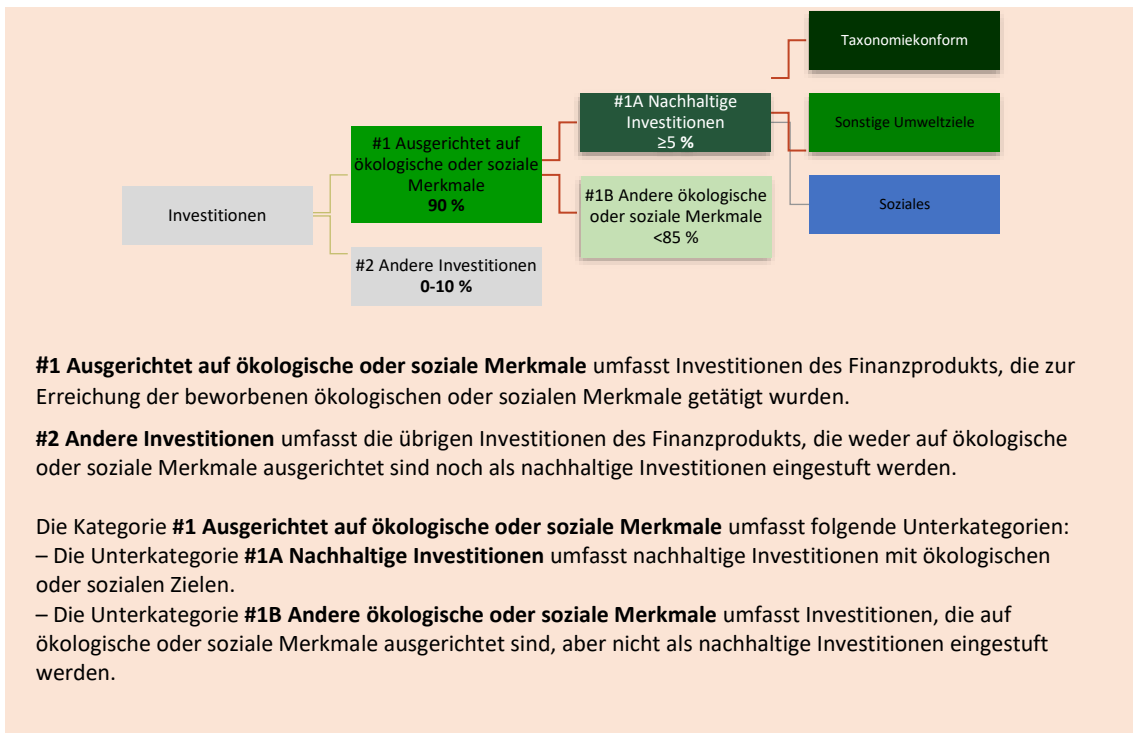 Taxonomiekonform
#1A Nachhaltige
Investitionen
≥5 %
Sonstige Umweltziele
#1 Ausgerichtet auf
ökologische oder soziale
Merkmale
90 %
#1B Andere ökologische
oder soziale Merkmale
<85 %
Soziales
Investitionen
#2 Andere Investitionen
0-10 %
#1 Ausgerichtet auf ökologische oder soziale Merkmale umfasst Investitionen des Finanzprodukts, die zur
Erreichung der beworbenen ökologischen oder sozialen Merkmale getätigt wurden.
#2 Andere Investitionen umfasst die übrigen Investitionen des Finanzprodukts, die weder auf ökologische
oder soziale Merkmale ausgerichtet sind noch als nachhaltige Investitionen eingestuft werden.
Die Kategorie #1 Ausgerichtet auf ökologische oder soziale Merkmale umfasst folgende Unterkategorien:
– Die Unterkategorie #1A Nachhaltige Investitionen umfasst nachhaltige Investitionen mit ökologischen
oder sozialen Zielen.
– Die Unterkategorie #1B Andere ökologische oder soziale Merkmale umfasst Investitionen, die auf
ökologische oder soziale Merkmale ausgerichtet sind, aber nicht als nachhaltige Investitionen eingestuft
werden.